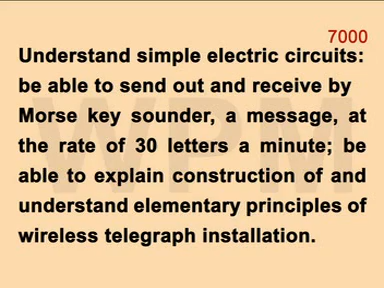 7000
Understand simple electric circuits:
be able to send out and receive by
Morse key sounder, a message, at
the rate of 30 letters a minute; be
able to explain construction of and
understand elementary principles of
wireless telegraph installation.
WPM